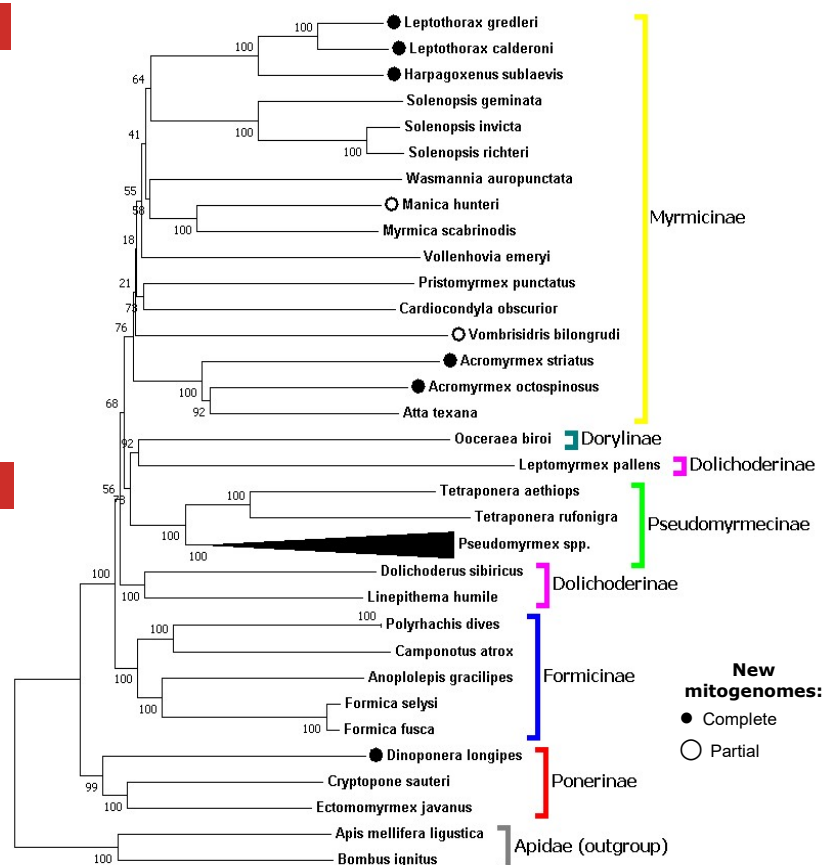 100
Leptothorax gredleri
100
Leptothorax calderoni
Harpagoxenus sublaevis
64
Solenopsis geminata
100
Solenopsis invicta
41
100
Solenopsis richteri
Wasmannia auropunctata
55
58
Manica hunteri
Myrmicinae
100
Myrmica scabrinodis
18
Vollenhovia emeryi
21
Pristomyrmex punctatus
73
Cardiocondyla obscurior
76
Vombrisidris bilongrudi
Acromyrmex striatus
100
Acromyrmex octospinosus
68
92
Atta texana
92
Ooceraea biroi
Dorylinae
Leptomyrmex pallens
Dolichoderinae
56
73
100
Tetraponera aethiops
Tetraponera rufonigra
Pseudomyrmecinae
100
Pseudomyrmex spp.
100
100
Dolichoderus sibiricus
Dolichoderinae
100
Linepithema humile
100
Polyrhachis dives
100
Camponotus atrox
100
Anoplolepis gracilipes
Formicinae
100
Formica selysi
100
Formica fusca
New
mitogenomes:
Complete
Partial
Dinoponera longipes
99
Cryptopone sauteri
Ponerinae
100
Ectomomyrmex javanus
Apis mellifera ligustica
Apidae (outgroup)
100
Bombus ignitus